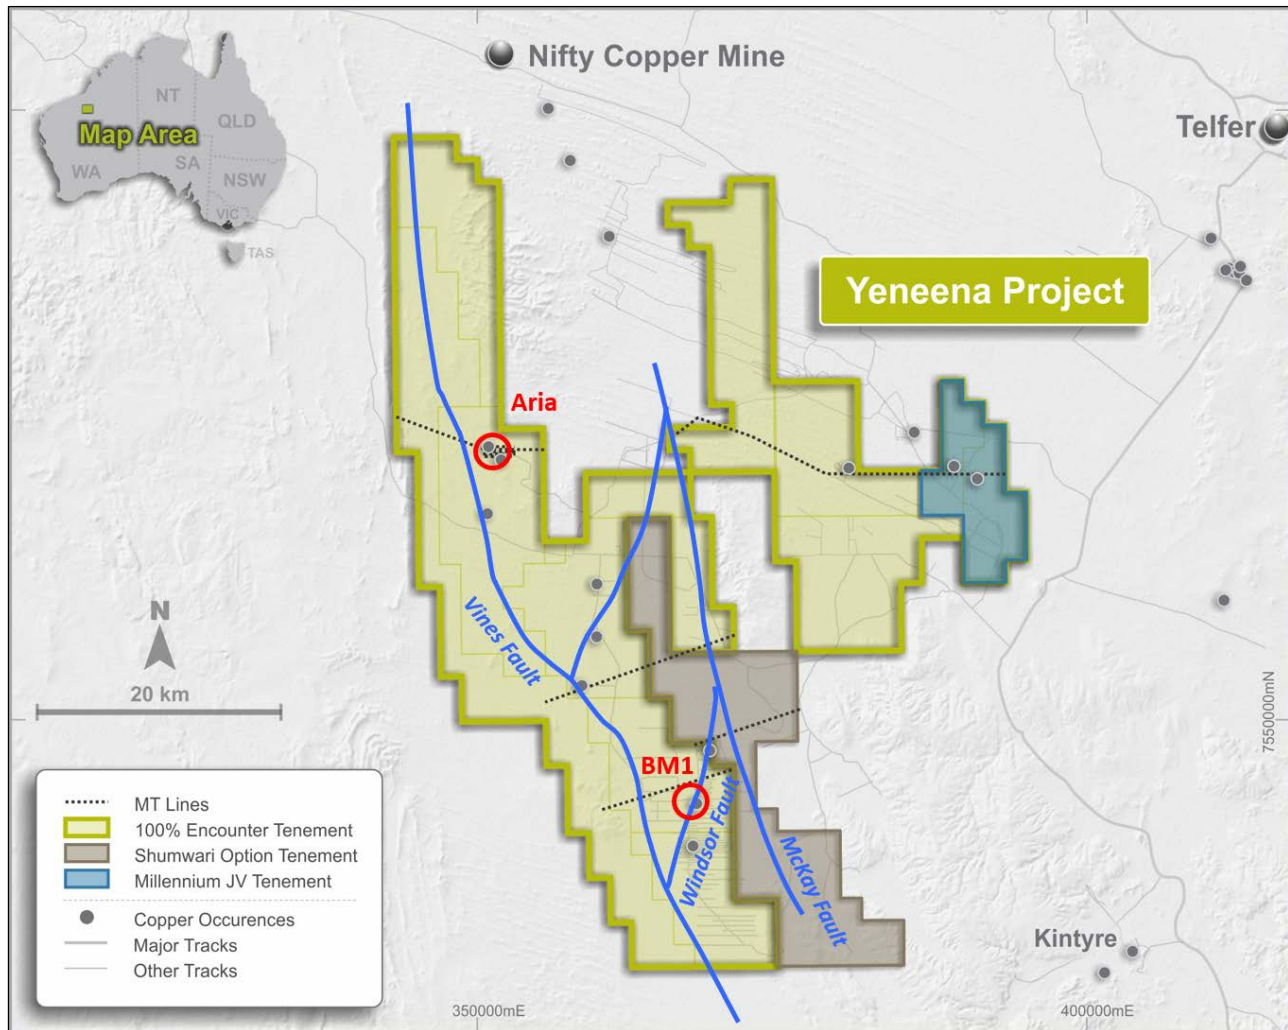 Nifty Copper Mine
NT
QLD
Map Area
WA
SA
NSW
VIC
TAS
Telfer
Yeneena Project
Aria
N
20 km
Vines Fault
BM1
Windsor Fault
McKay Fault
7550000mN
MT Lines
100% Encounter Tenement
Shumwari Option Tenement
Millennium JV Tenement
Copper Occurences
Major Tracks
Other Tracks
Kintyre
350000mE
400000mE